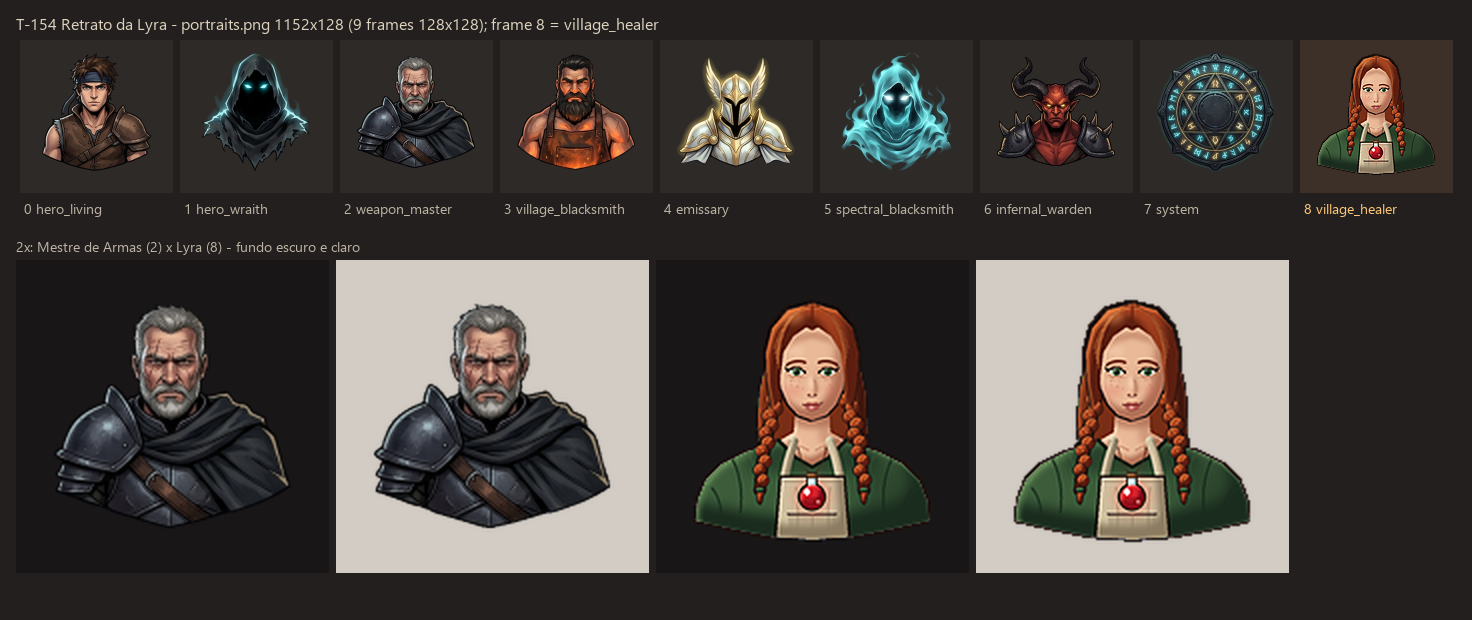 T-154 Retrato da Lyra - portraits.png 1152x128 (9 frames 128x128); frame 8 = village_healer
0 hero_living
1 hero_wraith
2 weapon_master
3 village_blacksmith
4 emissary
5 spectral_blacksmith
6 infernal_warden
7 system
8 village_healer
2x: Mestre de Armas (2) x Lyra (8) - fundo escuro e claro